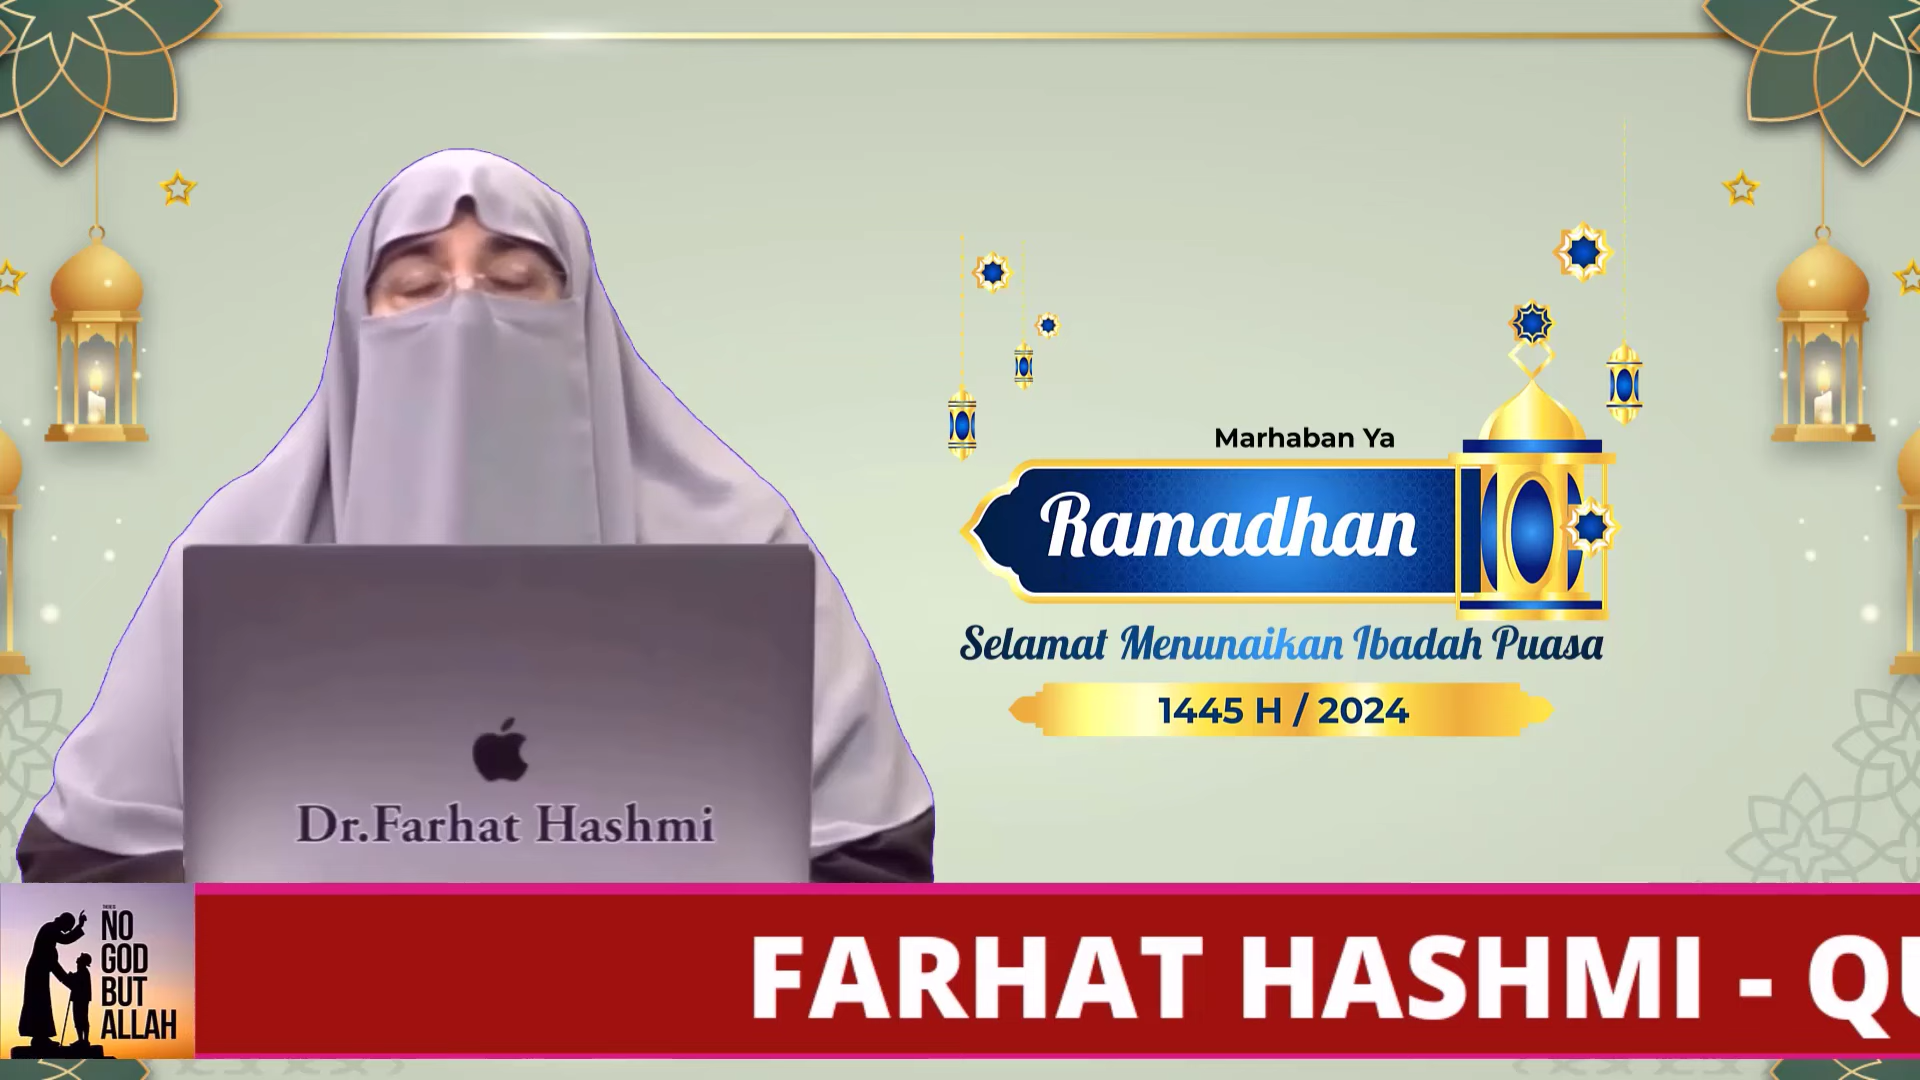 Marhaban Ya
Ramadhan
Selamat Menunaikan Ibadah Puasa
1445 H / 2024
Dr.Farhat Hashmi
NO
GOD
BUT
ALLAH
FARHAT HASHMI - QU